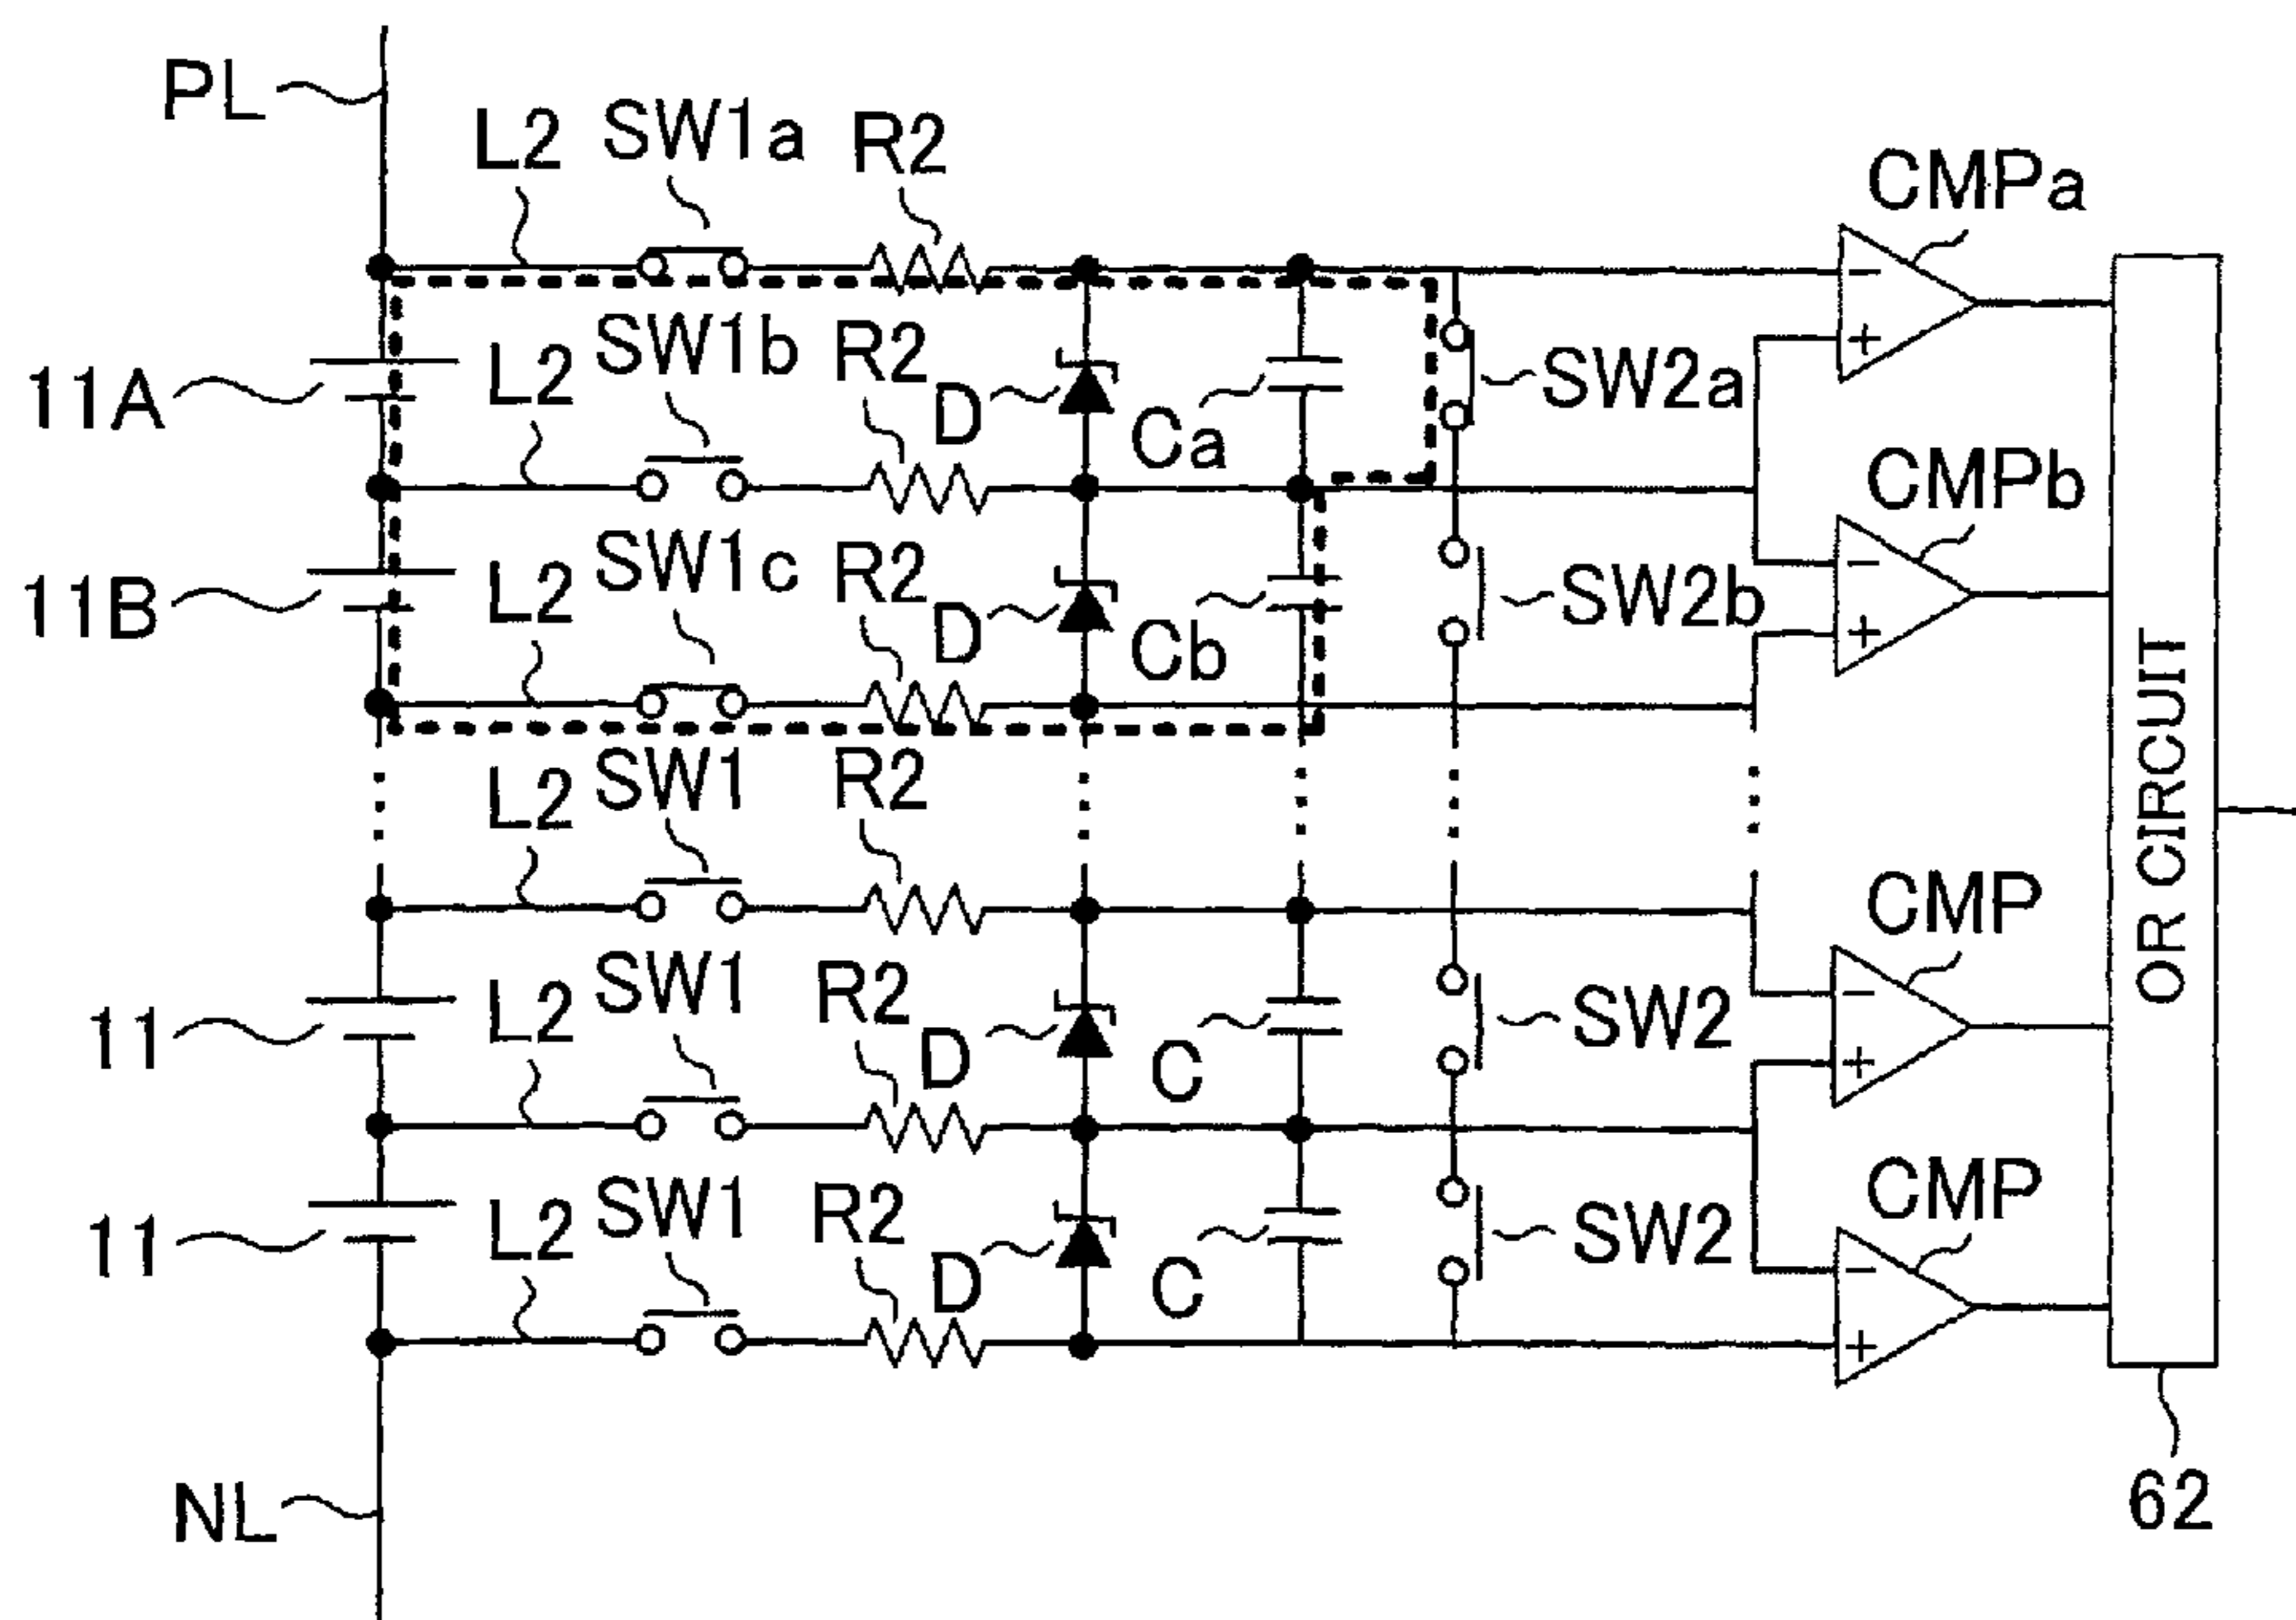 PL
L2 SW1a R2 CMPa
L2 SW1b R2 D Ca SW2a
11A
CMPb
L2 SW1c R2 D Cb SW2b
11B
L2 SW1 R2
OR CIRCUIT
CMP
L2 SW1 R2 D C SW2
11
CMP
L2 SW1 R2 D C SW2
11
NL
62
− + − + − + − +